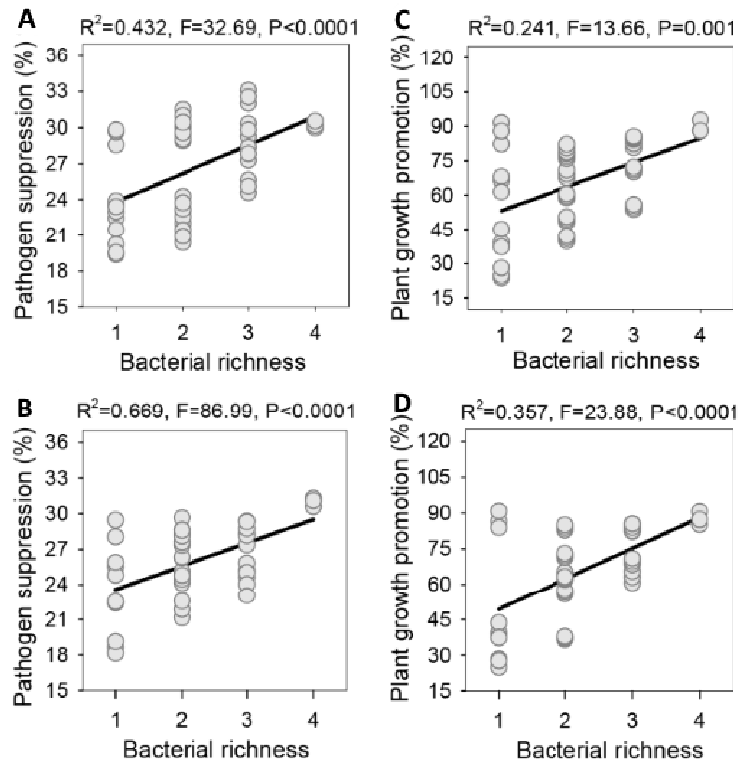 A
R²=0.432, F=32.69, P<0.0001
Pathogen suppression (%)
36
33
30
27
24
21
18
15
1 2 3 4
Bacterial richness
C
R²=0.241, F=13.66, P=0.001
Plant growth promotion (%)
120
105
90
75
60
45
30
15
1 2 3 4
Bacterial richness
B
R²=0.669, F=86.99, P<0.0001
Pathogen suppression (%)
36
33
30
27
24
21
18
15
1 2 3 4
Bacterial richness
D
R²=0.357, F=23.88, P<0.0001
Plant growth promotion (%)
120
105
90
75
60
45
30
15
1 2 3 4
Bacterial richness